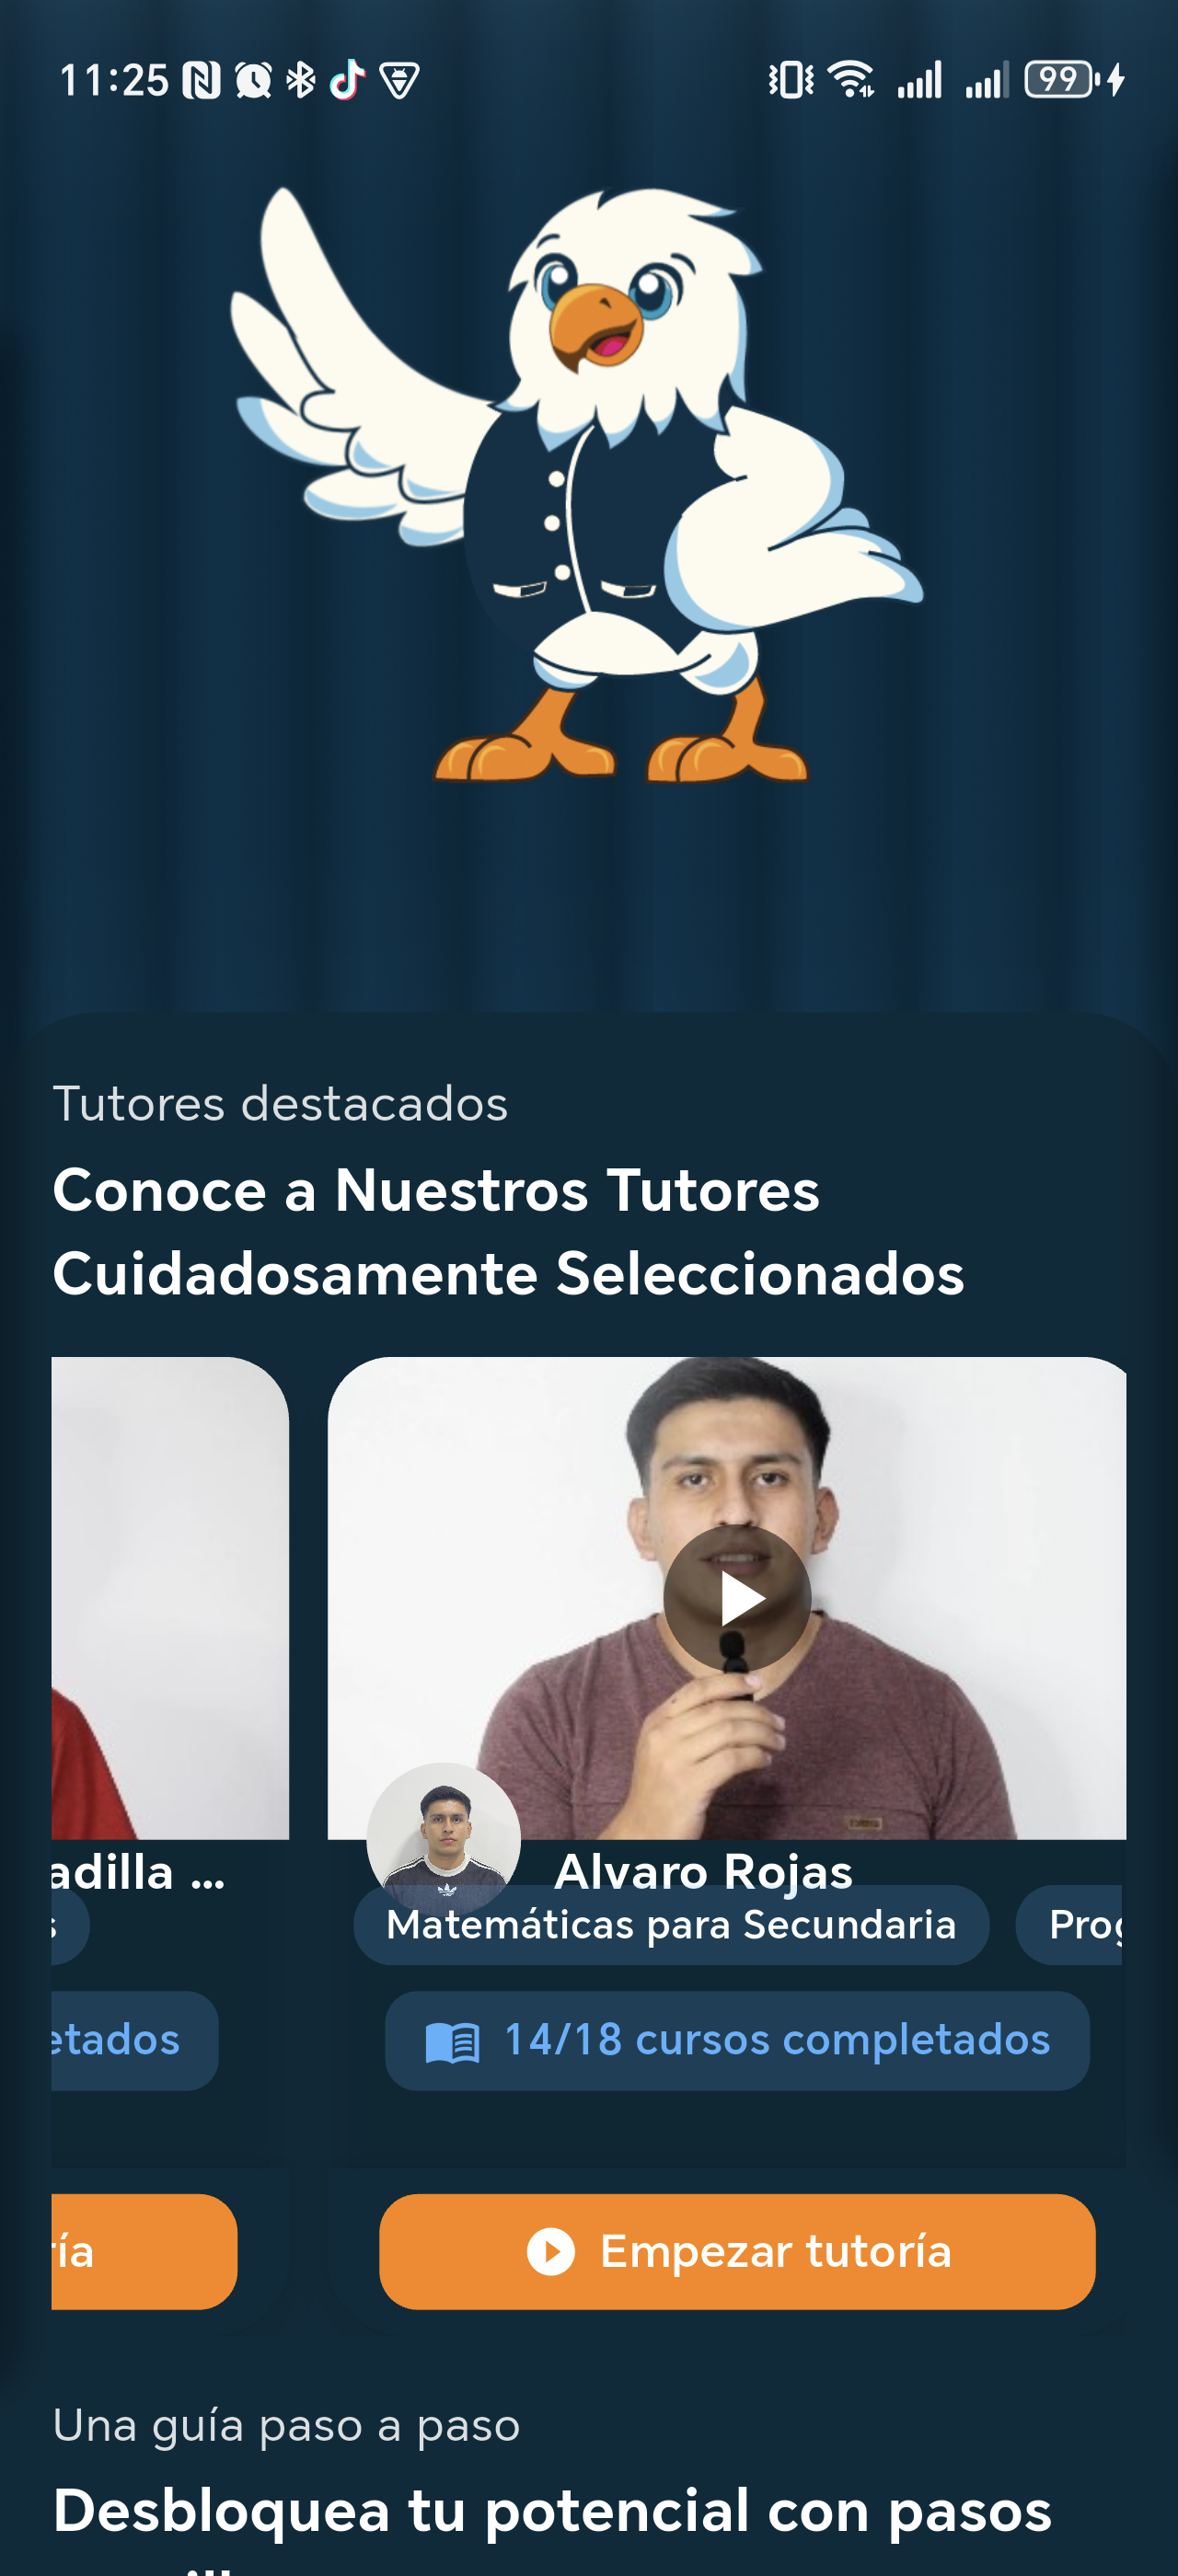 11:25
99
Tutores destacados
Conoce a Nuestros Tutores
Cuidadosamente Seleccionados
adilla ...
Alvaro Rojas
s
Matemáticas para Secundaria
Prog
etados
14/18 cursos completados
ría
Empezar tutoría
Una guía paso a paso
Desbloquea tu potencial con pasos